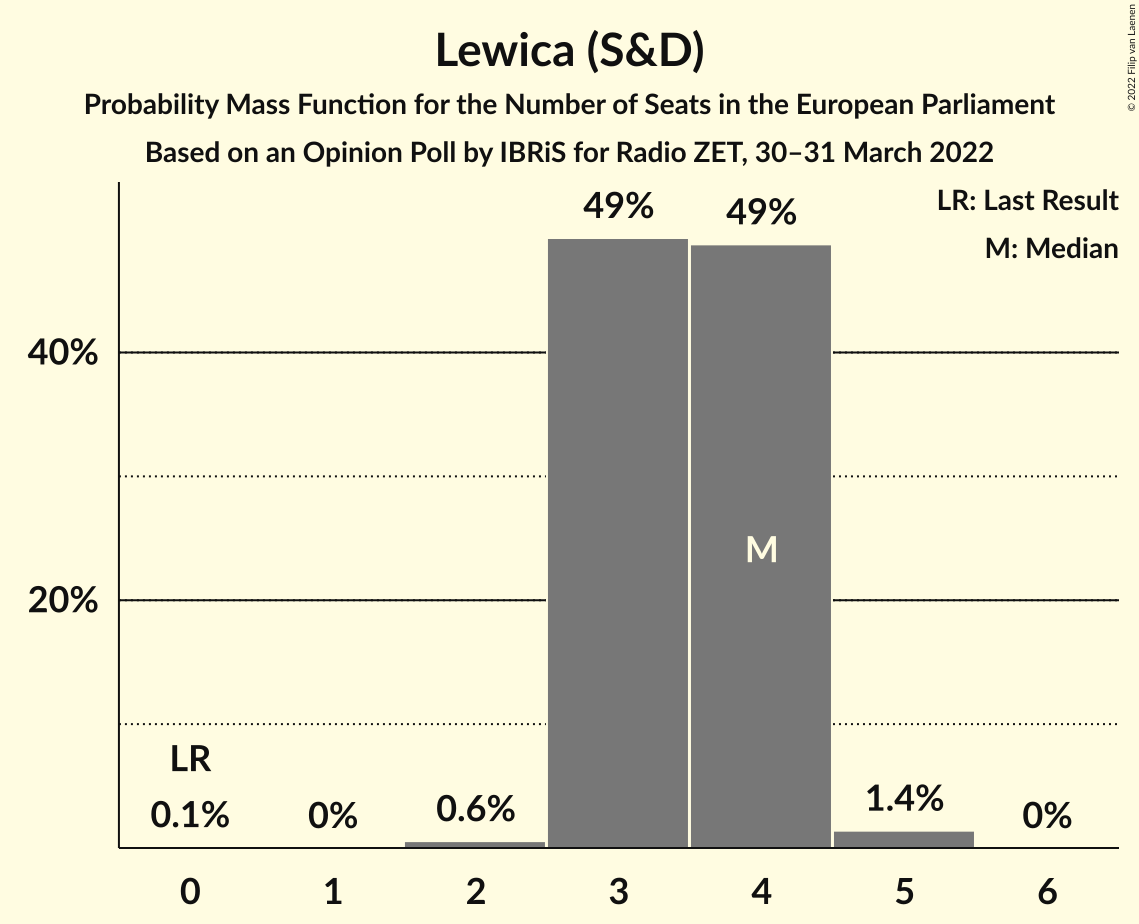 Lewica (S&D)
Probability Mass Function for the Number of Seats in the European Parliament
Based on an Opinion Poll by IBRiS for Radio ZET, 30–31 March 2022
© 2022 Filip van Laenen
LR: Last Result
M: Median
49%
49%
40%
M
20%
LR
0.1%
0%
0.6%
1.4%
0%
0
1
2
3
4
5
6